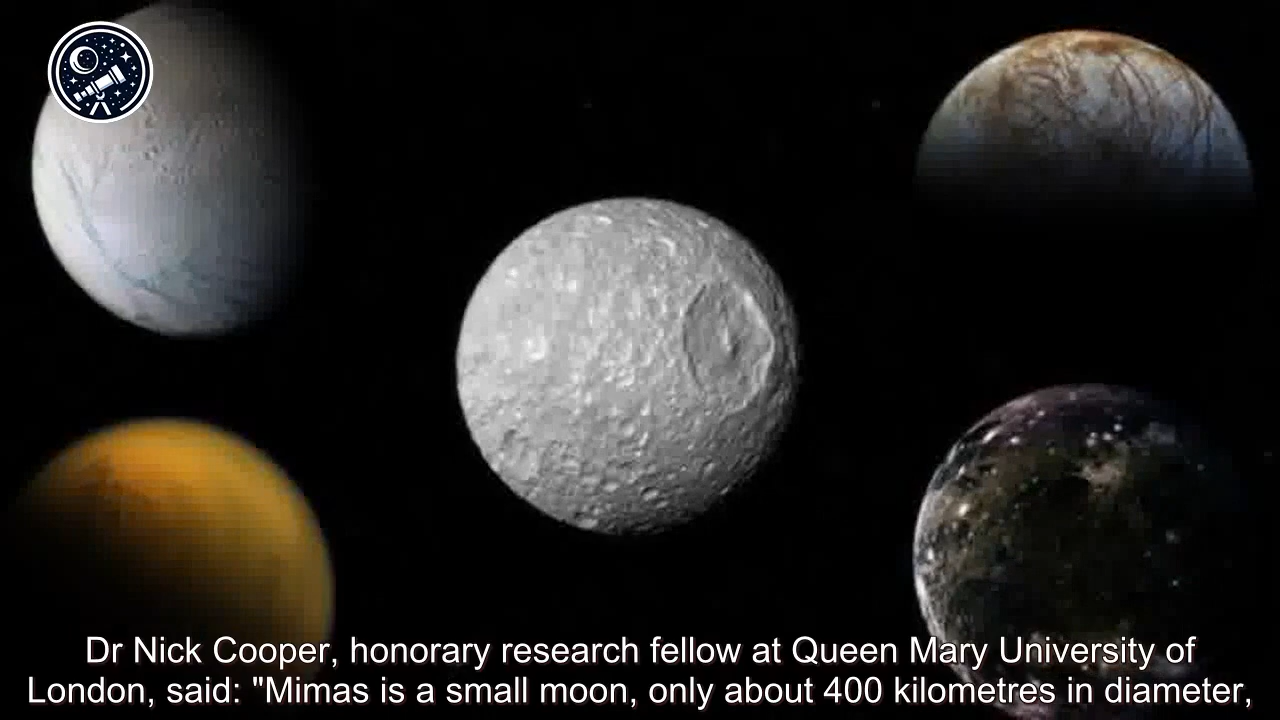 Dr Nick Cooper, honorary research fellow at Queen Mary University of
London, said: "Mimas is a small moon, only about 400 kilometres in diameter,